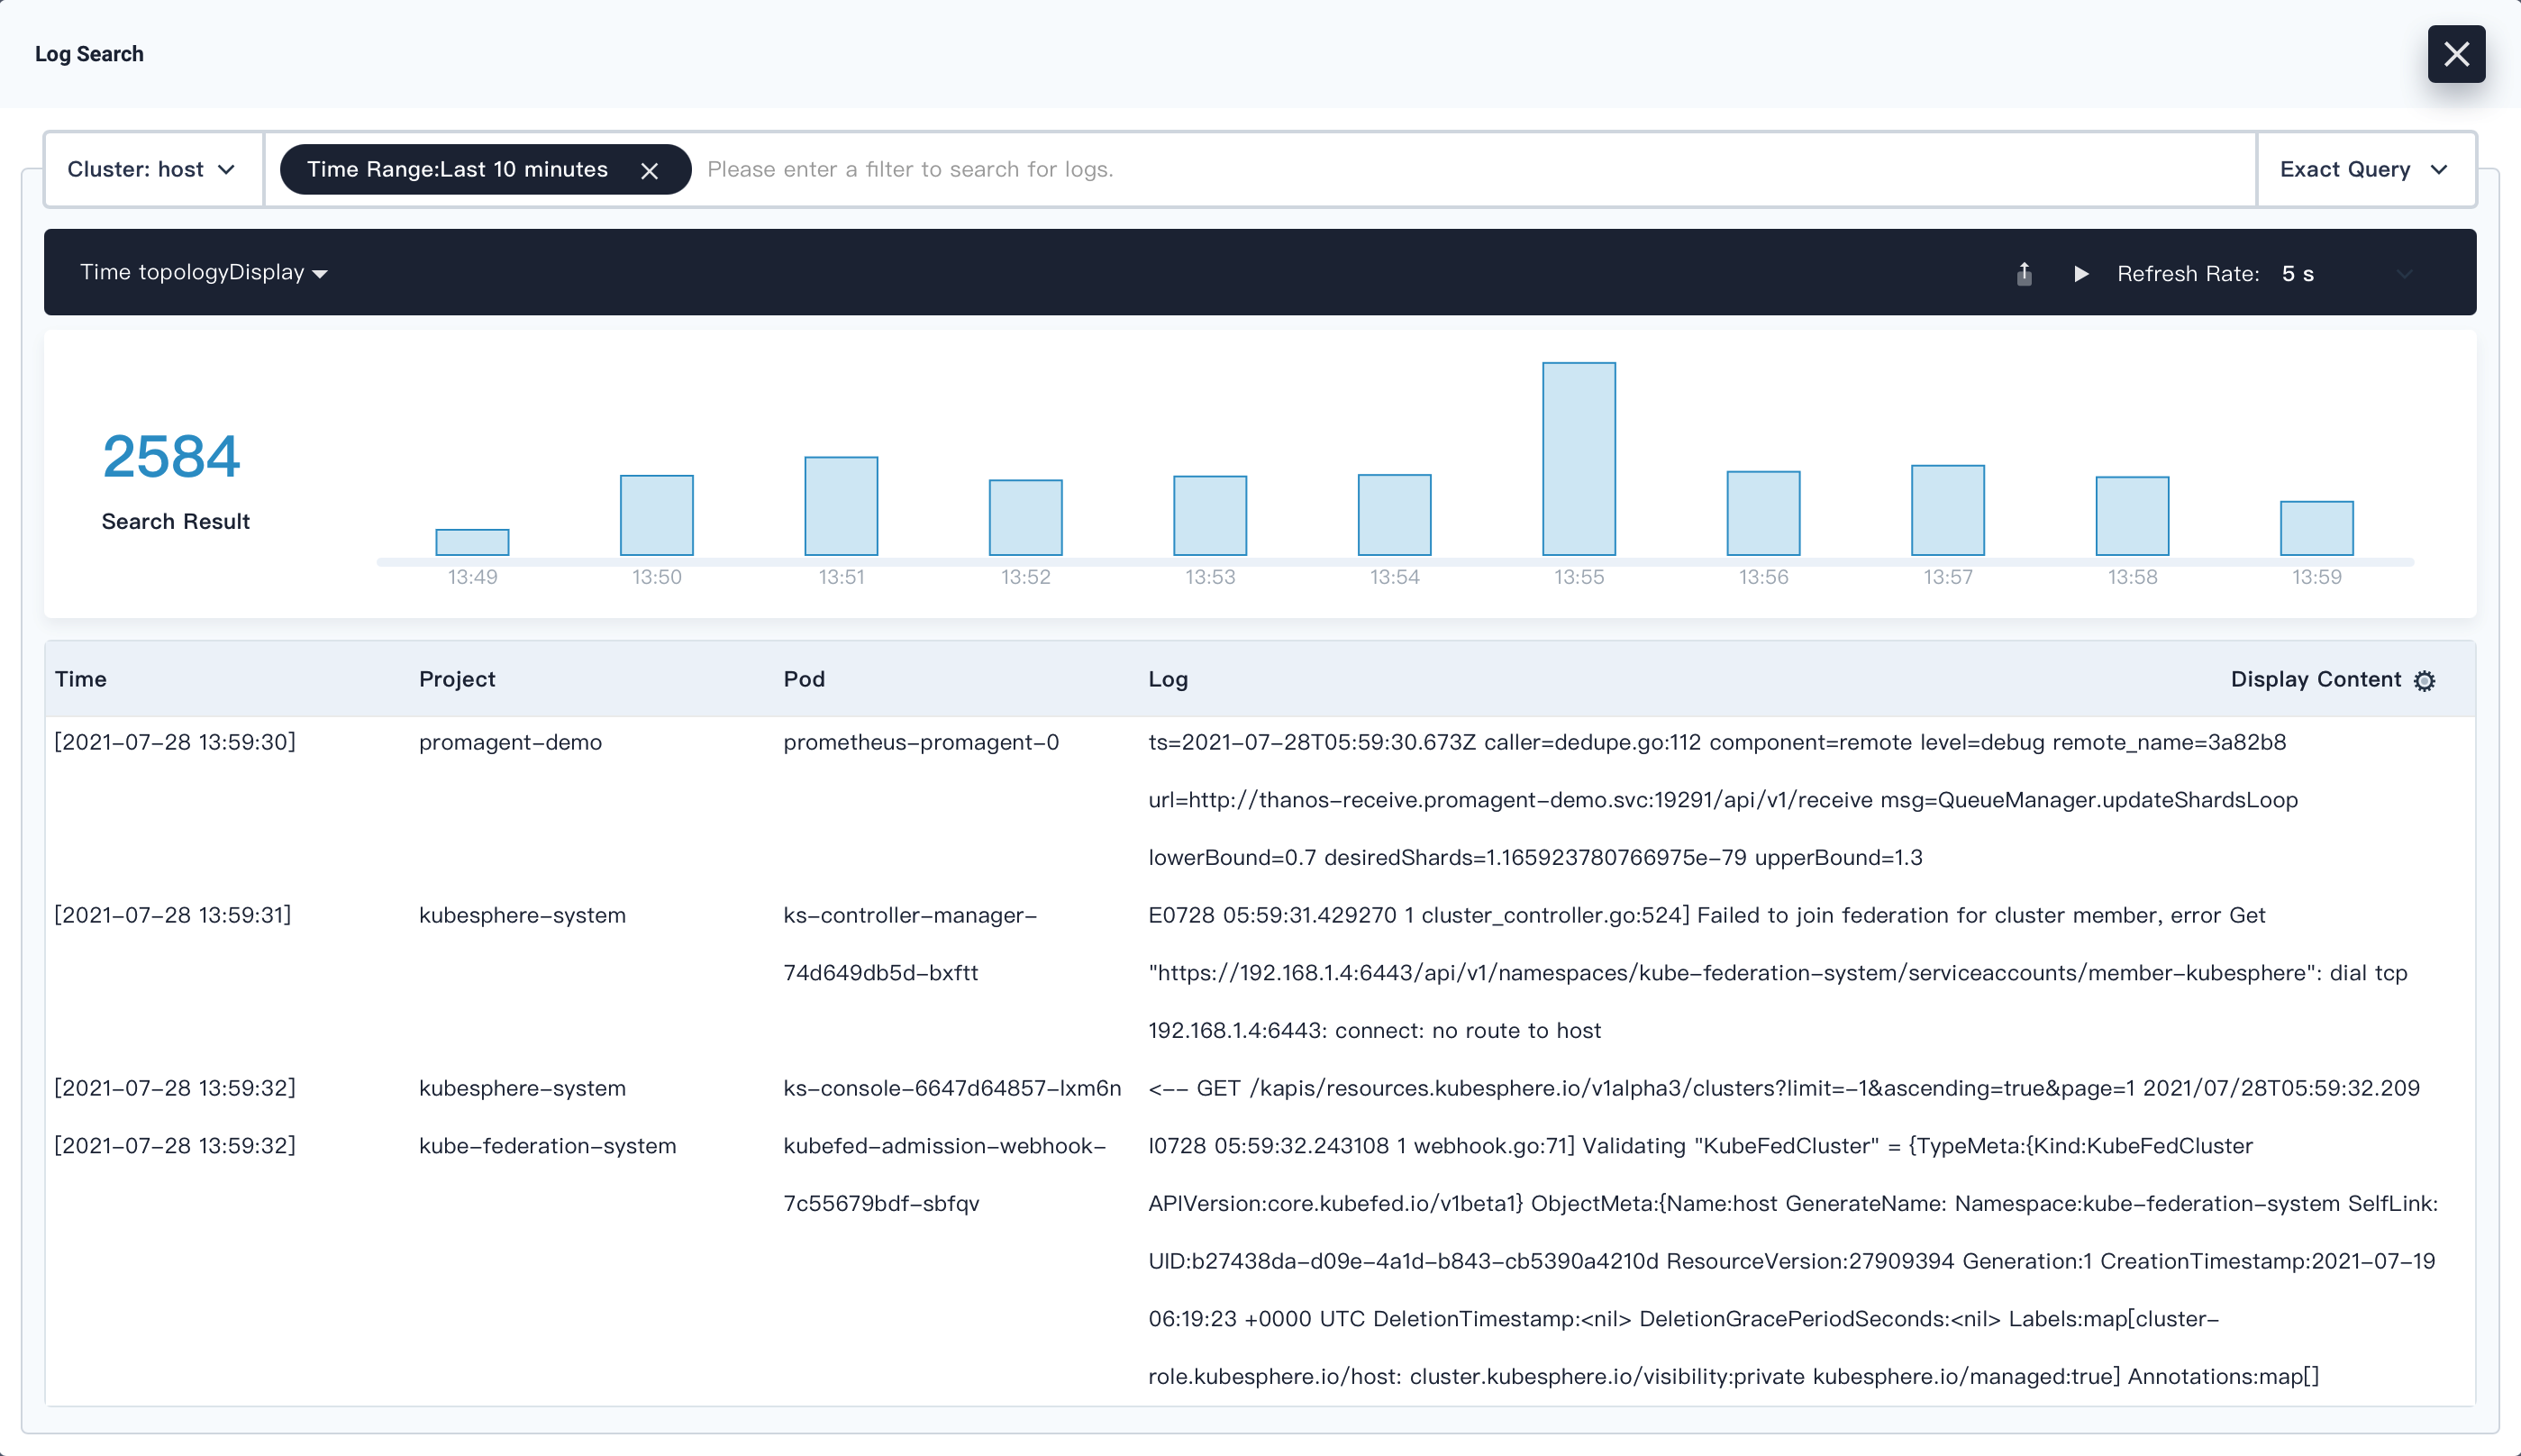 Log Search
Cluster: host
Time Range:Last 10 minutes
Please enter a filter to search for logs.
Exact Query
Time topologyDisplay
Refresh Rate: 5 s
2584
Search Result
13:49 13:50 13:51 13:52 13:53 13:54 13:55 13:56 13:57 13:58 13:59
Time Project Pod Log Display Content
[2021-07-28 13:59:30] promagent-demo prometheus-promagent-0 ts=2021-07-28T05:59:30.673Z caller=dedupe.go:112 component=remote level=debug remote_name=3a82b8
url=http://thanos-receive.promagent-demo.svc:19291/api/v1/receive msg=QueueManager.updateShardsLoop
lowerBound=0.7 desiredShards=1.165923780766975e-79 upperBound=1.3
[2021-07-28 13:59:31] kubesphere-system ks-controller-manager- E0728 05:59:31.429270 1 cluster_controller.go:524] Failed to join federation for cluster member, error Get
74d649db5d-bxftt "https://192.168.1.4:6443/api/v1/namespaces/kube-federation-system/serviceaccounts/member-kubesphere": dial tcp
192.168.1.4:6443: connect: no route to host
[2021-07-28 13:59:32] kubesphere-system ks-console-6647d64857-lxm6n <-- GET /kapis/resources.kubesphere.io/v1alpha3/clusters?limit=-1&ascending=true&page=1 2021/07/28T05:59:32.209
[2021-07-28 13:59:32] kube-federation-system kubefed-admission-webhook- I0728 05:59:32.243108 1 webhook.go:71] Validating "KubeFedCluster" = {TypeMeta:{Kind:KubeFedCluster
7c55679bdf-sbfqv APIVersion:core.kubefed.io/v1beta1} ObjectMeta:{Name:host GenerateName: Namespace:kube-federation-system SelfLink:
UID:b27438da-d09e-4a1d-b843-cb5390a4210d ResourceVersion:27909394 Generation:1 CreationTimestamp:2021-07-19
06:19:23 +0000 UTC DeletionTimestamp:<nil> DeletionGracePeriodSeconds:<nil> Labels:map[cluster-
role.kubesphere.io/host: cluster.kubesphere.io/visibility:private kubesphere.io/managed:true] Annotations:map[]